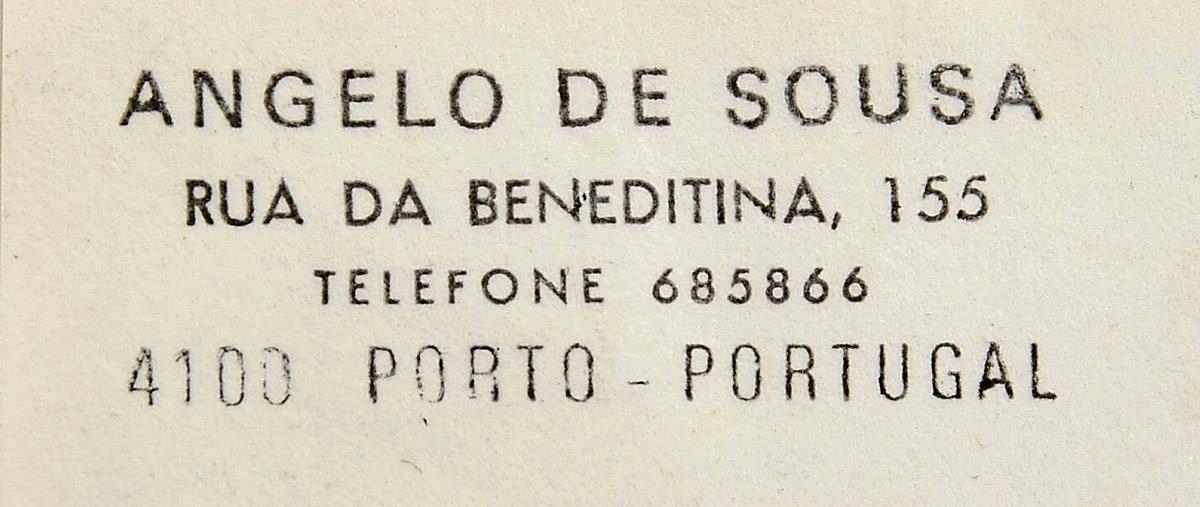 ANGELO DE SOUSA
RUA DA BENEDITINA, 155
TELEFONE 685866
4100 PORTO - PORTUGAL